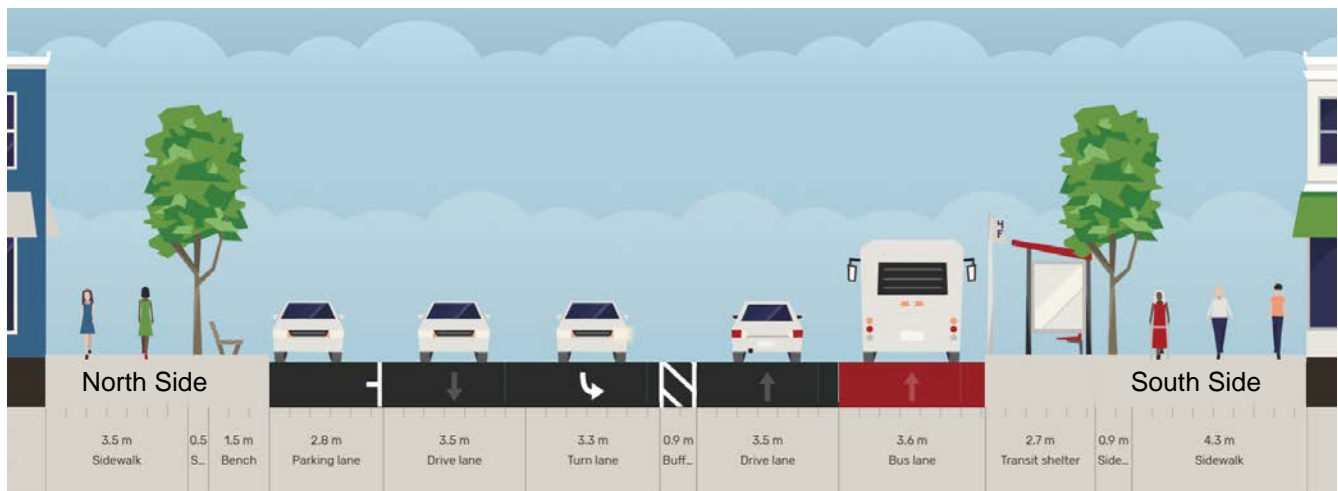 4
F
North Side
South Side
3.5 m
Sidewalk
0.5
S...
1.5 m
Bench
2.8 m
Parking lane
3.5 m
Drive lane
3.3 m
Turn lane
0.9 m
Buff...
3.5 m
Drive lane
3.6 m
Bus lane
2.7 m
Transit shelter
0.9 m
Side...
4.3 m
Sidewalk